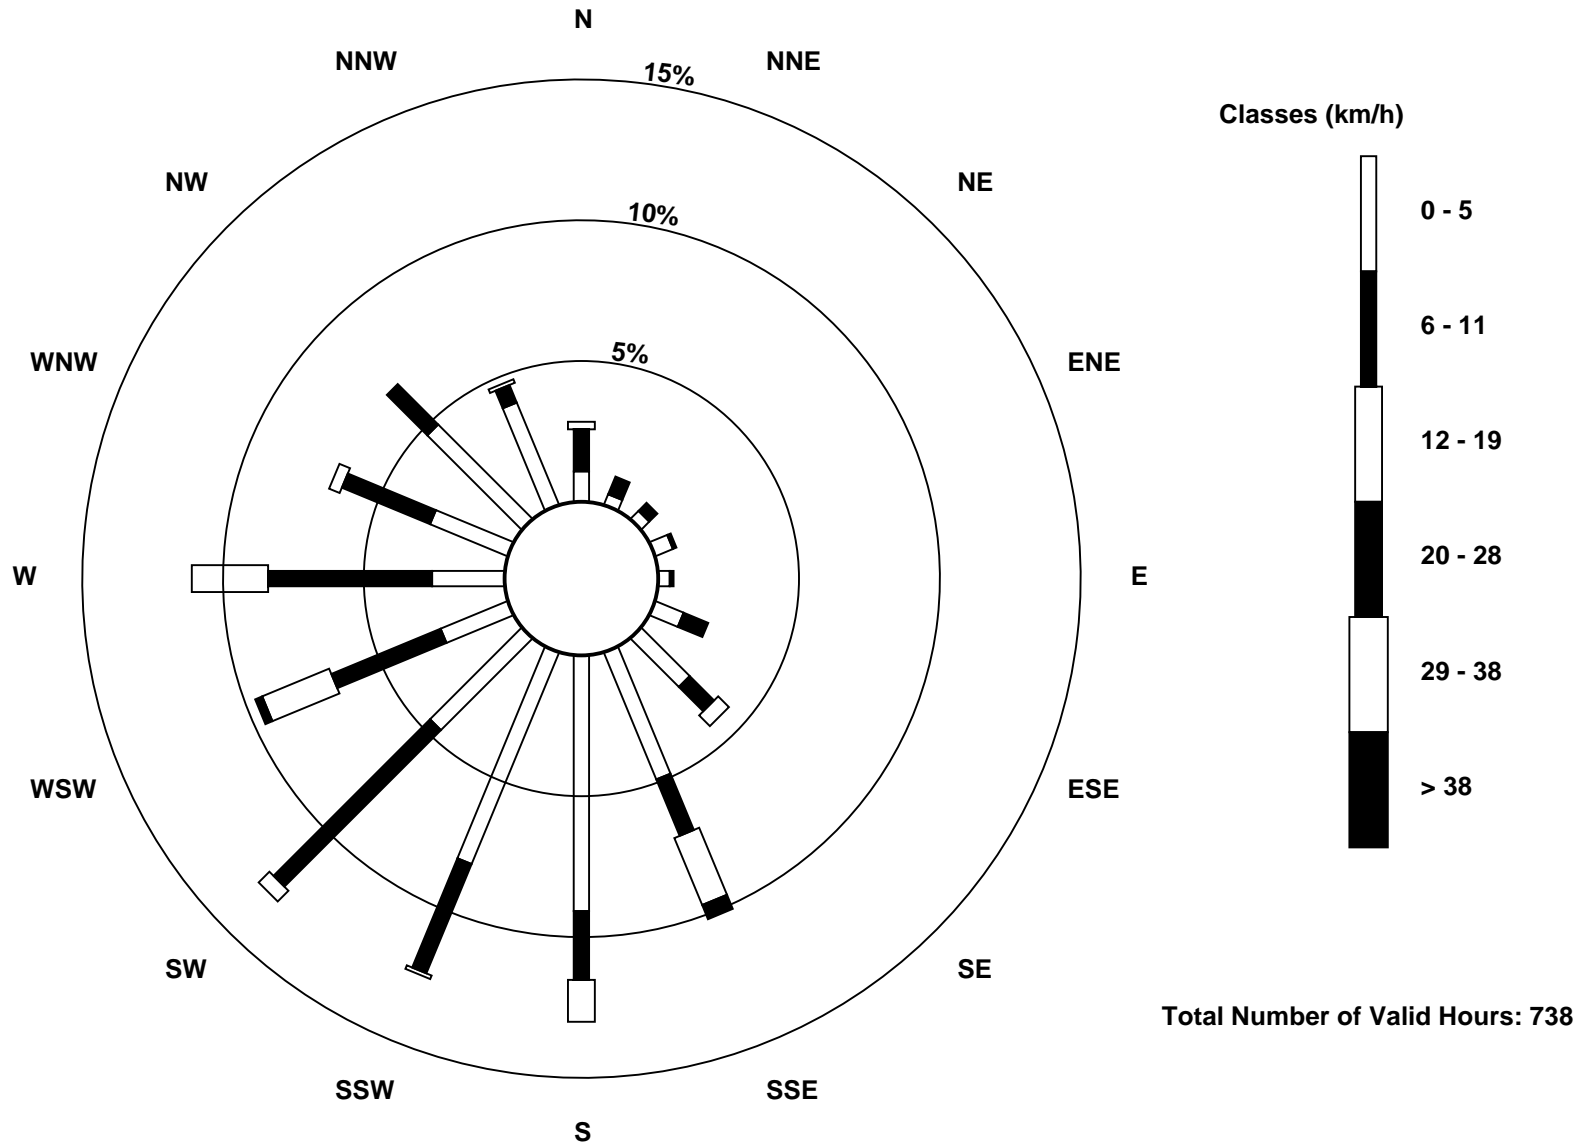 N
NNW
NNE
15%
Classes (km/h)
NW
NE
0 - 5
10%
6 - 11
5%
WNW
ENE
12 - 19
20 - 28
W
E
29 - 38
WSW
ESE
> 38
SW
SE
Total Number of Valid Hours: 738
SSW
SSE
S